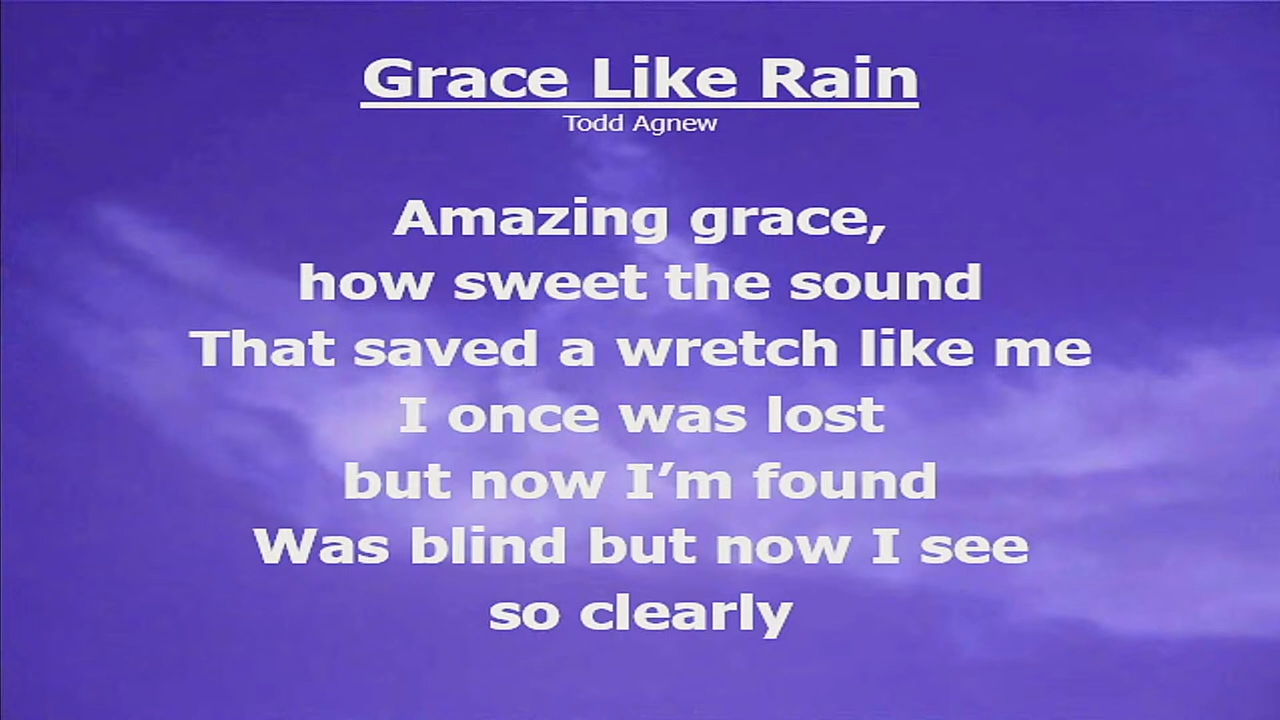 Grace Like Rain
Todd Agnew
Amazing grace,
how sweet the sound
That saved a wretch like me
I once was lost
but now I’m found
Was blind but now I see
so clearly